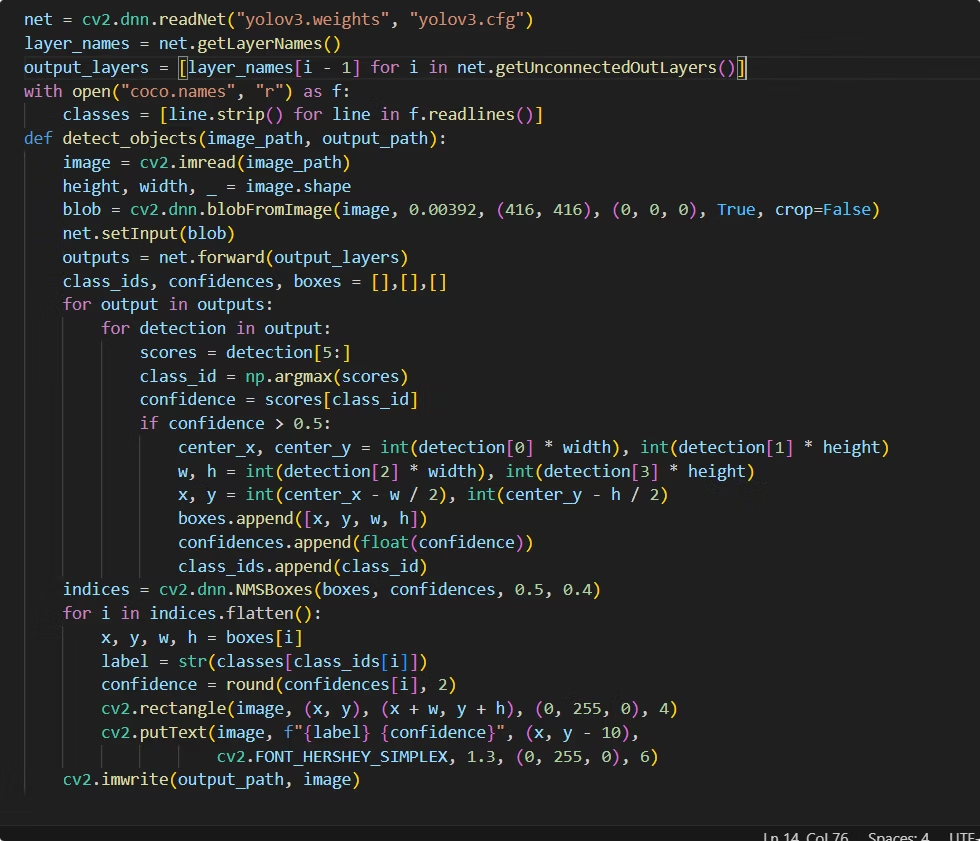 net = cv2.dnn.readNet("yolov3.weights", "yolov3.cfg")
layer_names = net.getLayerNames()
output_layers = [layer_names[i - 1] for i in net.getUnconnectedOutLayers()]
with open("coco.names", "r") as f:
    classes = [line.strip() for line in f.readlines()]
def detect_objects(image_path, output_path):
    image = cv2.imread(image_path)
    height, width, _ = image.shape
    blob = cv2.dnn.blobFromImage(image, 0.00392, (416, 416), (0, 0, 0), True, crop=False)
    net.setInput(blob)
    outputs = net.forward(output_layers)
    class_ids, confidences, boxes = [],[],[]
    for output in outputs:
        for detection in output:
            scores = detection[5:]
            class_id = np.argmax(scores)
            confidence = scores[class_id]
            if confidence > 0.5:
                center_x, center_y = int(detection[0] * width), int(detection[1] * height)
                w, h = int(detection[2] * width), int(detection[3] * height)
                x, y = int(center_x - w / 2), int(center_y - h / 2)
                boxes.append([x, y, w, h])
                confidences.append(float(confidence))
                class_ids.append(class_id)
    indices = cv2.dnn.NMSBoxes(boxes, confidences, 0.5, 0.4)
    for i in indices.flatten():
        x, y, w, h = boxes[i]
        label = str(classes[class_ids[i]])
        confidence = round(confidences[i], 2)
        cv2.rectangle(image, (x, y), (x + w, y + h), (0, 255, 0), 4)
        cv2.putText(image, f"{label} {confidence}", (x, y - 10),
                    cv2.FONT_HERSHEY_SIMPLEX, 1.3, (0, 255, 0), 6)
    cv2.imwrite(output_path, image)
Ln 14, Col 76 Spaces: 4 UTF-